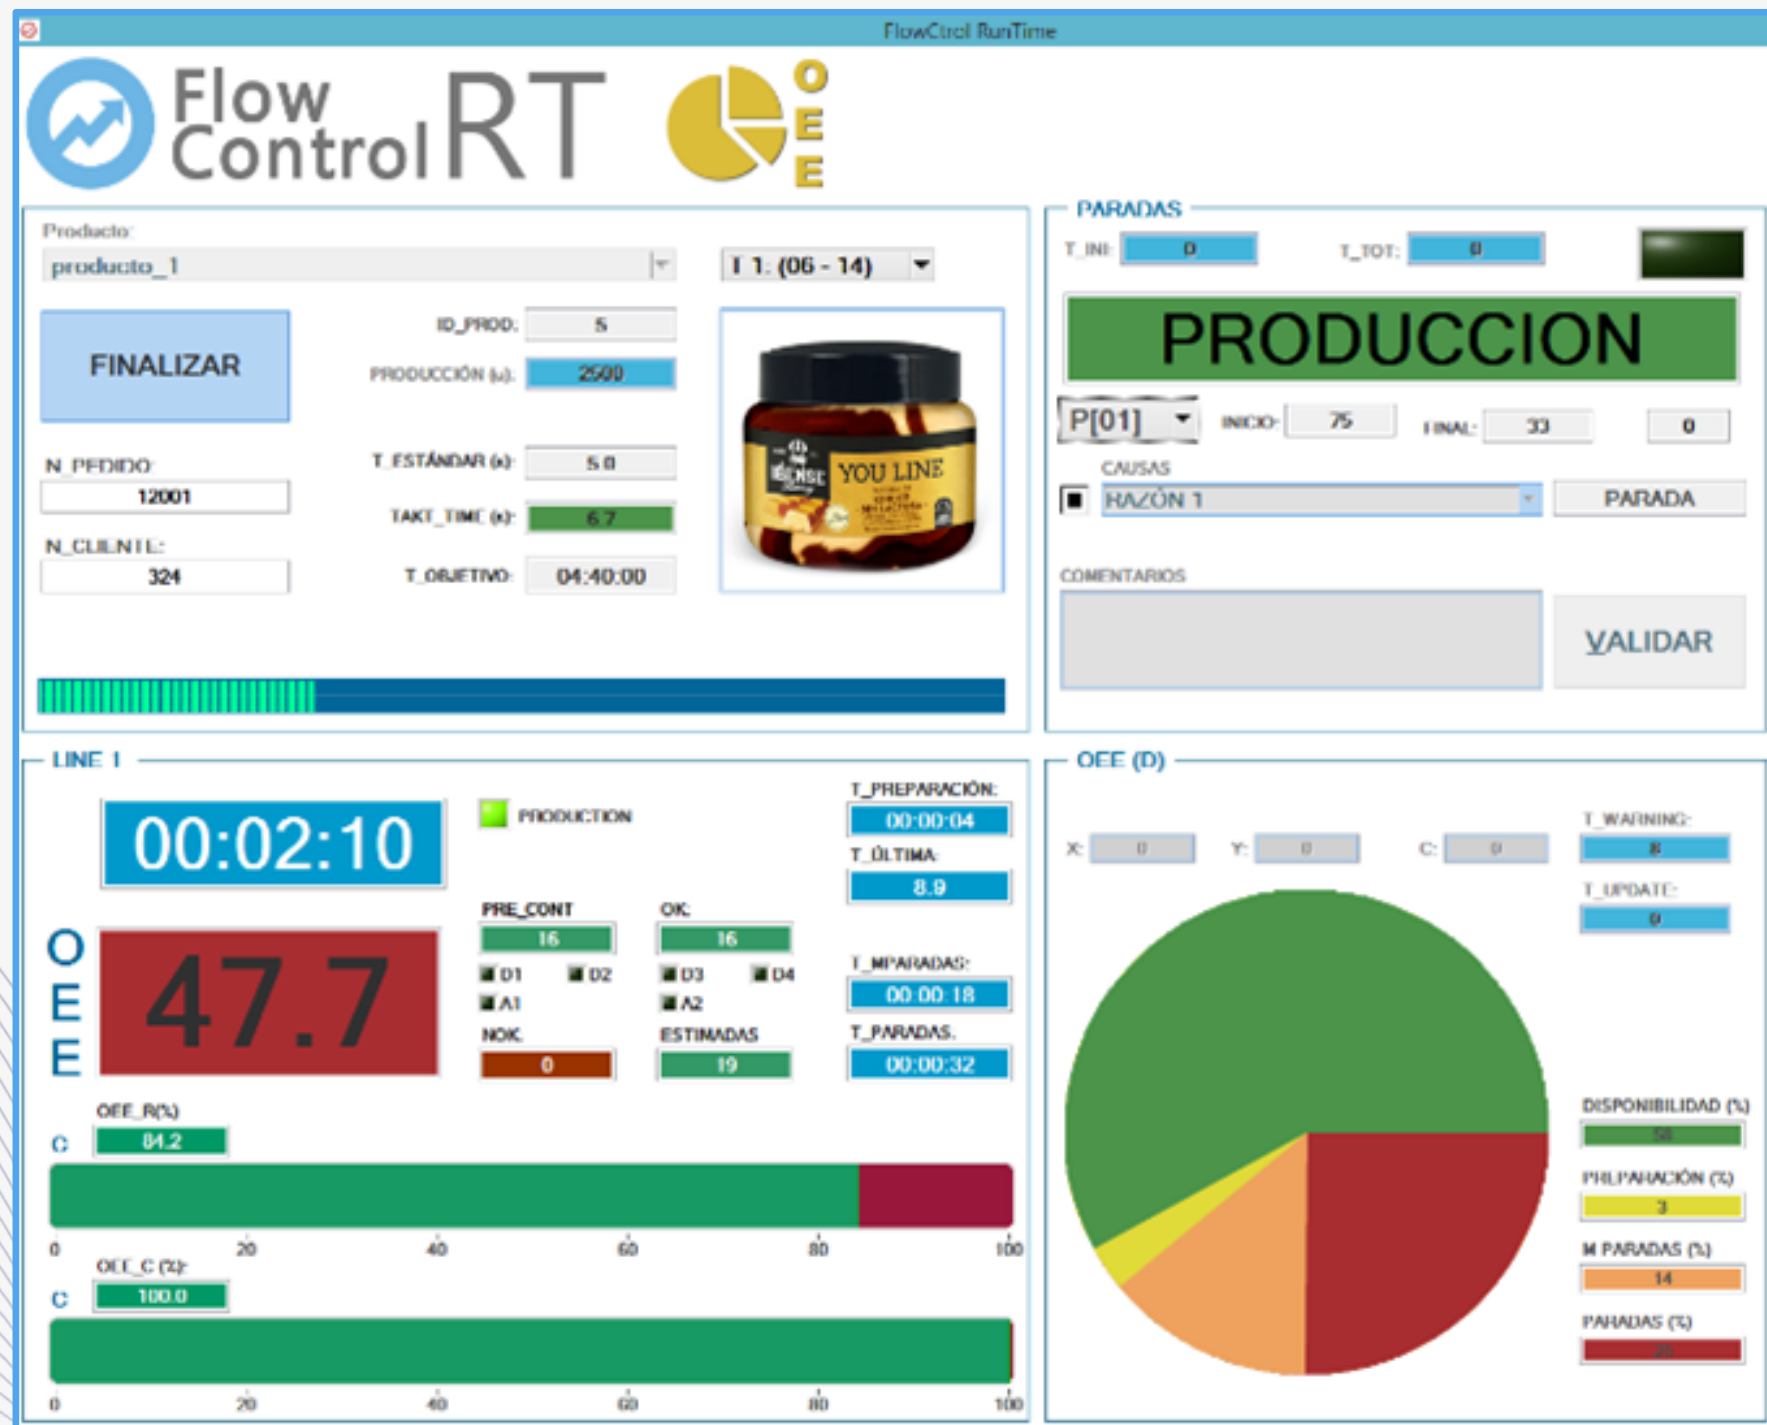 FlowCtrol RunTime
Flow
Control RT
OEE
Producto:
producto_1
T 1: (06 - 14)
FINALIZAR
ID_PROD: 5
PRODUCCIÓN (u): 2500
N_PEDIDO:
12001
T_ESTÁNDAR (s): 5.0
TAKT_TIME (s): 6.7
N_CLIENTE:
324
T_OBJETIVO: 04:40:00
YOU LINE
PARADAS
T_INI: 0
T_TOT: 0
PRODUCCION
P[01]
INICIO: 75
FINAL: 33
0
CAUSAS
RAZÓN 1
PARADA
COMENTARIOS
VALIDAR
LINE 1
00:02:10
PRODUCTION
T_PREPARACIÓN:
00:00:04
T_ÚLTIMA:
8.9
OEE
47.7
PRE_CONT
16
OK:
16
D1
D2
D3
D4
A1
A2
T_MPARADAS:
00:00:18
NOK:
0
ESTIMADAS
19
T_PARADAS:
00:00:32
OEE_R(%)
C 84.2
0 20 40 60 80 100
OEE_C (%):
C 100.0
0 20 40 60 80 100
OEE (D)
X: 0
Y: 0
C: 0
T_WARNING:
8
T_UPDATE:
0
DISPONIBILIDAD (%)
58
PREPARACIÓN (%)
3
M PARADAS (%)
14
PARADAS (%)
25